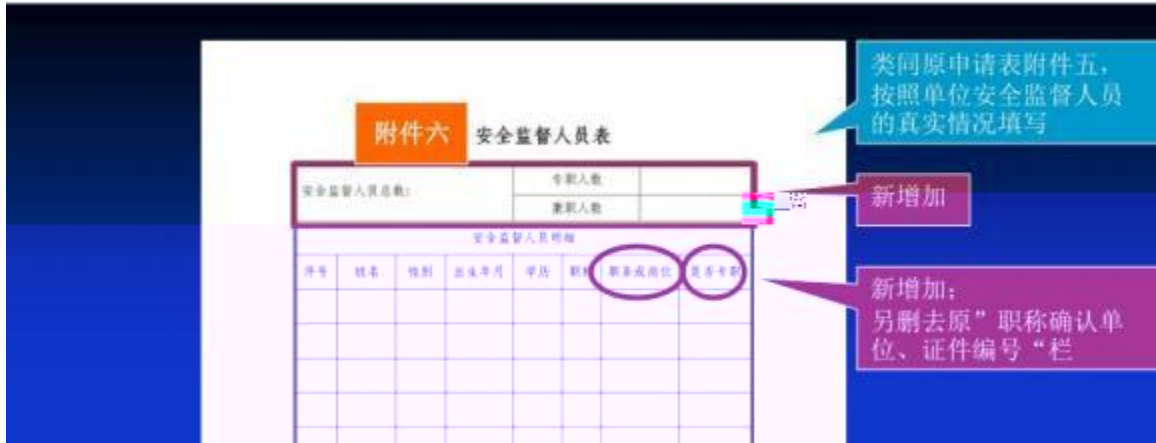 类同原申请表附件五，
按照单位安全监督人员
的真实情况填写
附件六 安全监督人员表
安全监督人员总数:
专职人数
兼职人数
新增加
安全监督人员明细
序号 姓名 性别 出生年月 学历 职称 职务或岗位 是否专职
新增加；
另删去原”职称确认单
位、证件编号“栏